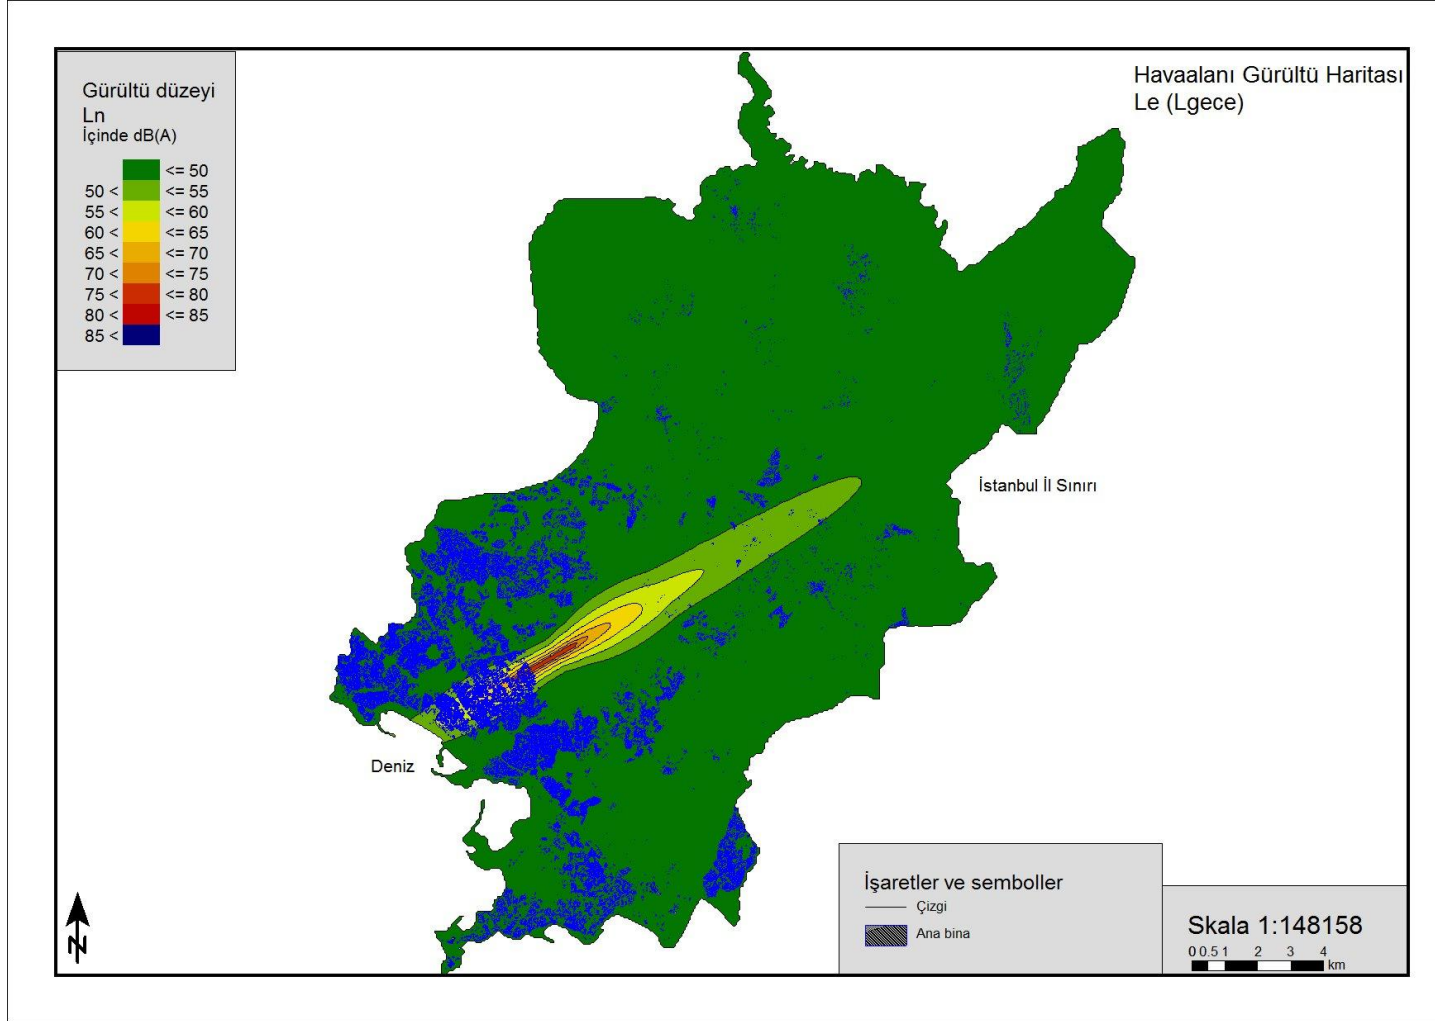 Havaalanı Gürültü Haritası
Le (Lgece)
Gürültü düzeyi
Ln
İçinde dB(A)
<= 50
50 < <= 55
55 < <= 60
60 < <= 65
65 < <= 70
70 < <= 75
75 < <= 80
80 < <= 85
85 <
İstanbul İl Sınırı
Deniz
İşaretler ve semboller
Çizgi
Ana bina
Skala 1:148158
0 0.5 1 2 3 4
km
N